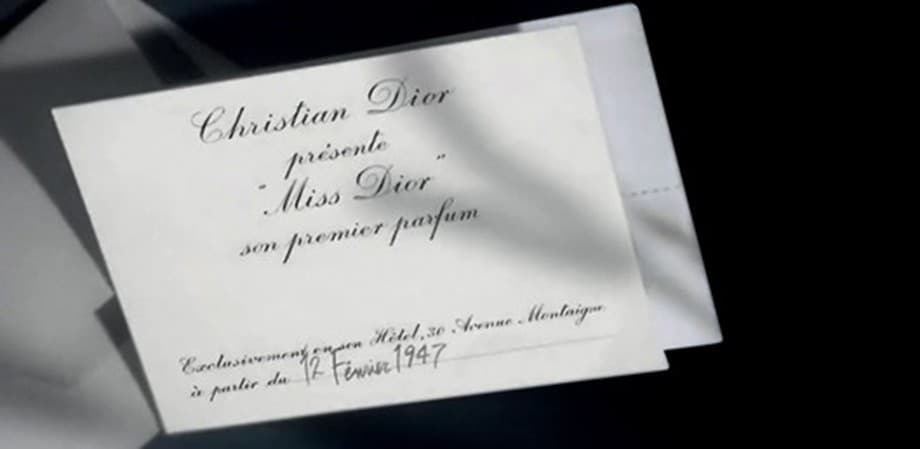 Christian Dior
présente
"Miss Dior"
son premier parfum
Exclusivement en son Hôtel, 30 Avenue Montaigne
à partir du 12 Février 1947